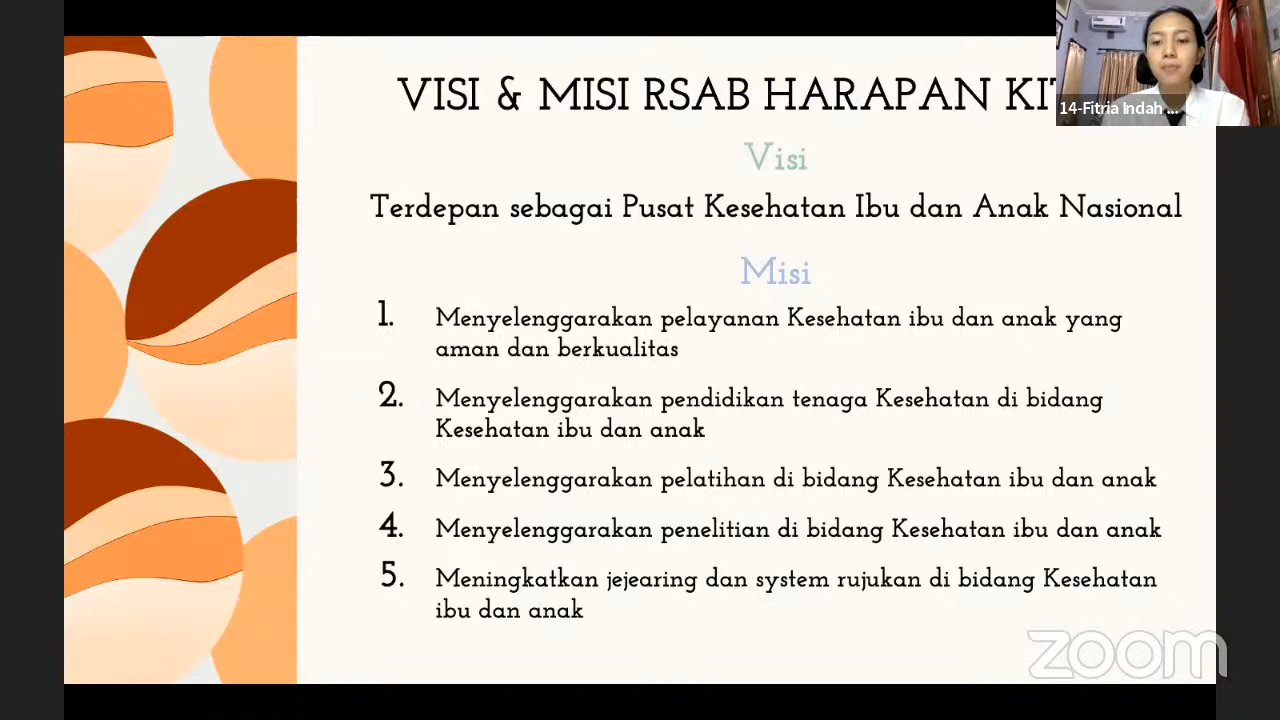 VISI & MISI RSAB HARAPAN
14-Fitria Indah ...
Visi
Terdepan sebagai Pusat Kesehatan Ibu dan Anak Nasional
Misi
1. Menyelenggarakan pelayanan Kesehatan ibu dan anak yang
aman dan berkualitas
2. Menyelenggarakan pendidikan tenaga Kesehatan di bidang
Kesehatan ibu dan anak
3. Menyelenggarakan pelatihan di bidang Kesehatan ibu dan anak
4. Menyelenggarakan penelitian di bidang Kesehatan ibu dan anak
5. Meningkatkan jejearing dan system rujukan di bidang Kesehatan
ibu dan anak
zoom